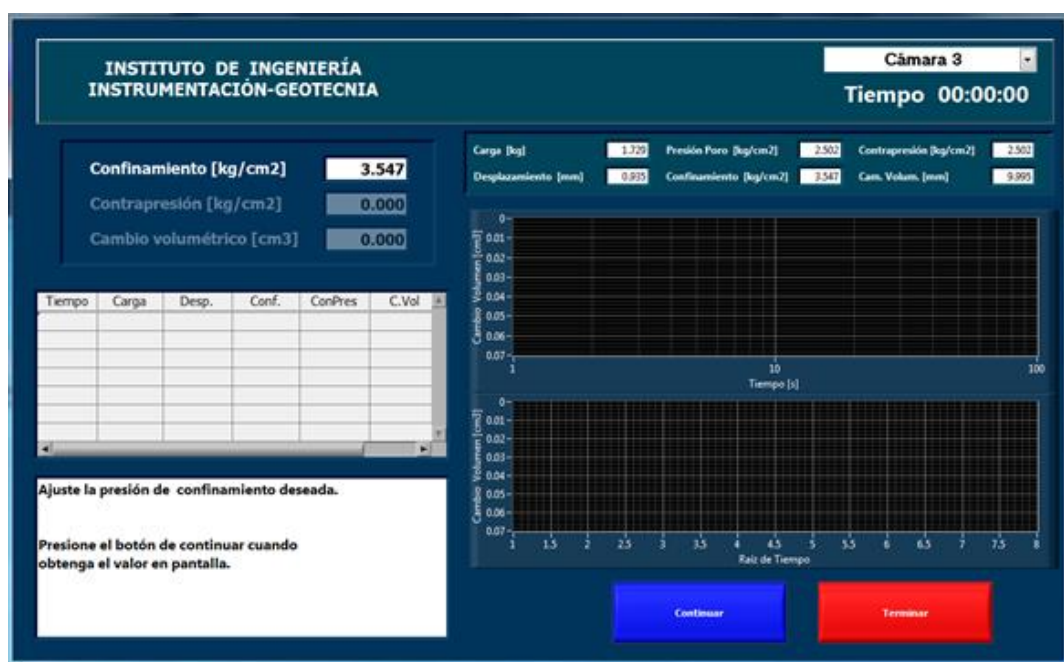 INSTITUTO DE INGENIERÍA
INSTRUMENTACIÓN-GEOTECNIA
Cámara 3
Tiempo 00:00:00
Confinamiento [kg/cm2] 3.547
Contrapresión [kg/cm2] 0.000
Cambio volumétrico [cm3] 0.000
Carga [kg] 1.729 Presión Poro [kg/cm2] 2.502 Contrapresión [kg/cm2] 2.502
Desplazamiento [mm] 0.935 Confinamiento [kg/cm2] 3.547 Cam. Volum. [mm] 9.995
Tiempo Carga Desp. Conf. ConPres C.Vol
Ajuste la presión de confinamiento deseada.
Presione el botón de continuar cuando
obtenga el valor en pantalla.
Cambio Volumen [cm3]
0
0.01
0.02
0.03
0.04
0.05
0.06
0.07
1 10 100
Tiempo [s]
Cambio Volumen [cm3]
0
0.01
0.02
0.03
0.04
0.05
0.06
0.07
1 1.5 2 2.5 3 3.5 4 4.5 5 5.5 6 6.5 7 7.5 8
Raiz de Tiempo
Continuar Terminar